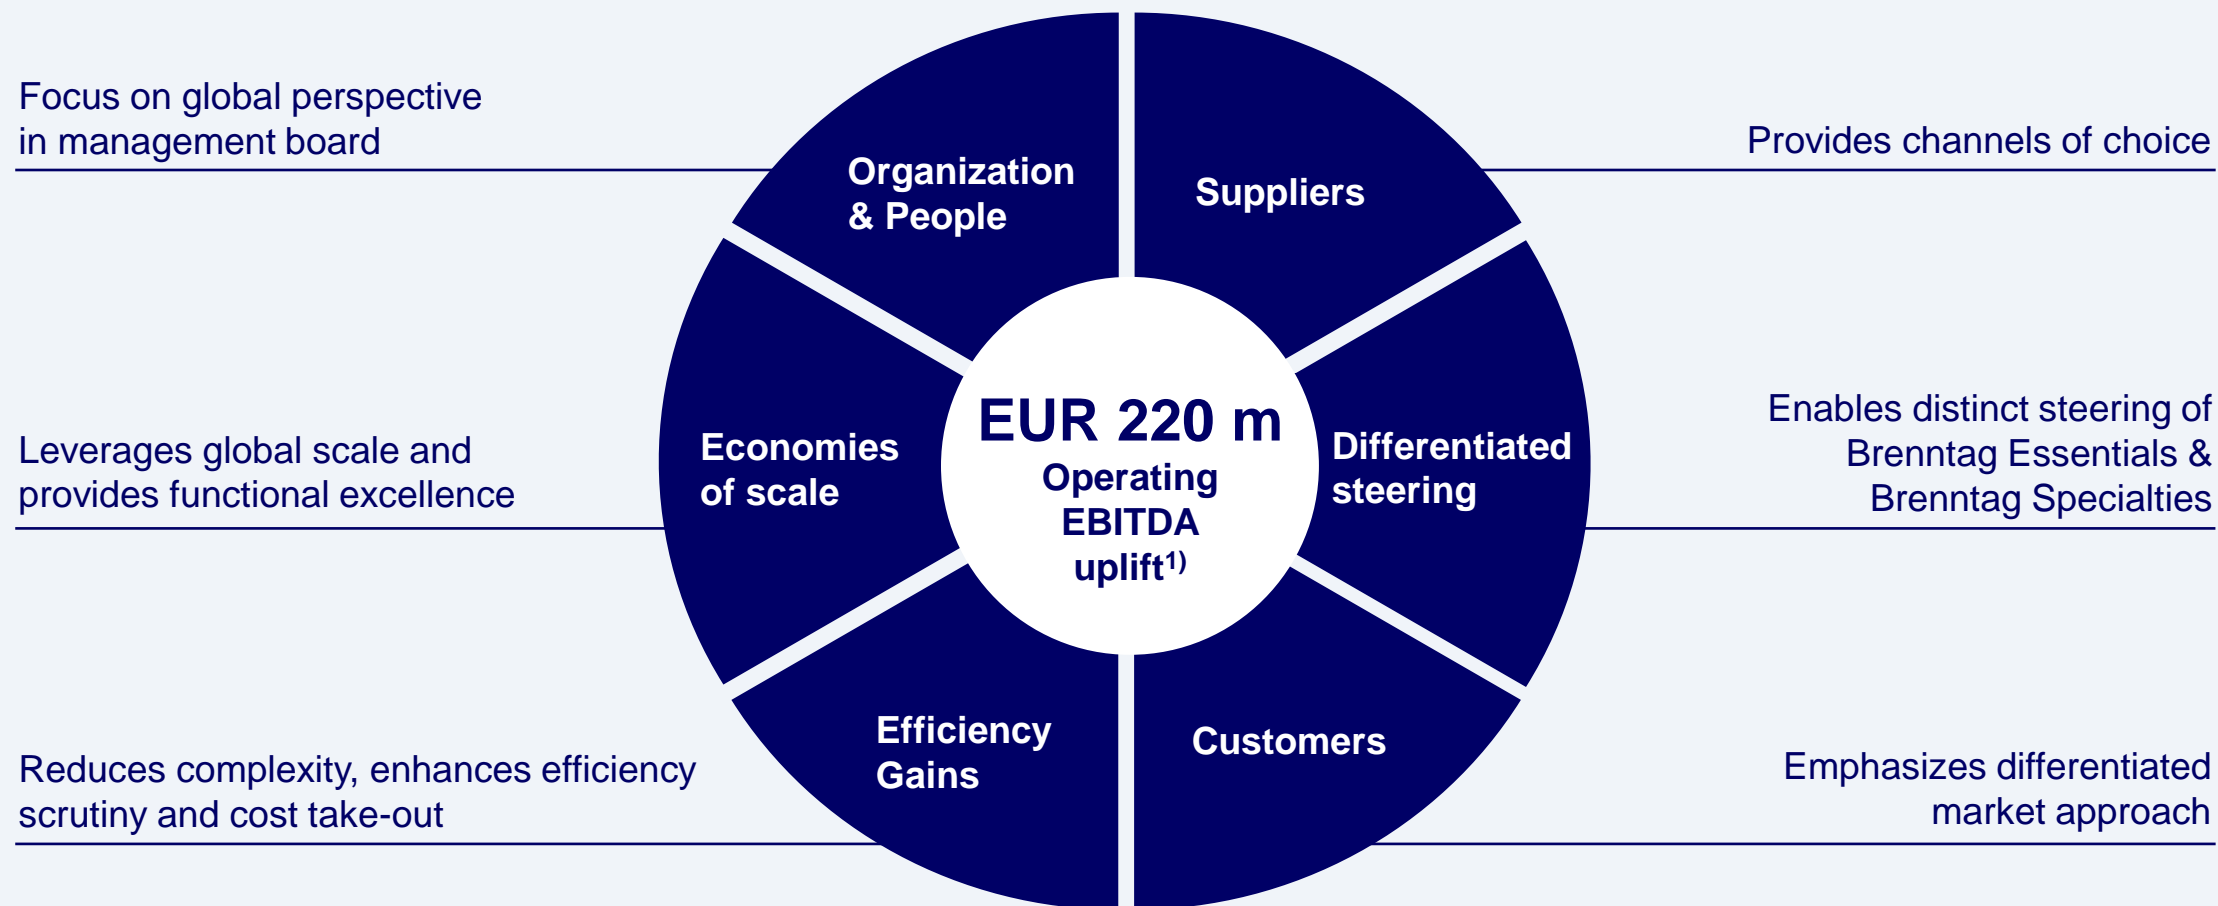 Focus on global perspective
in management board
Organization
& People
Suppliers
Provides channels of choice
Leverages global scale and
provides functional excellence
Economies
of scale
EUR 220 m
Operating
EBITDA
uplift¹⁾
Differentiated
steering
Enables distinct steering of
Brenntag Essentials &
Brenntag Specialties
Reduces complexity, enhances efficiency
scrutiny and cost take-out
Efficiency
Gains
Customers
Emphasizes differentiated
market approach